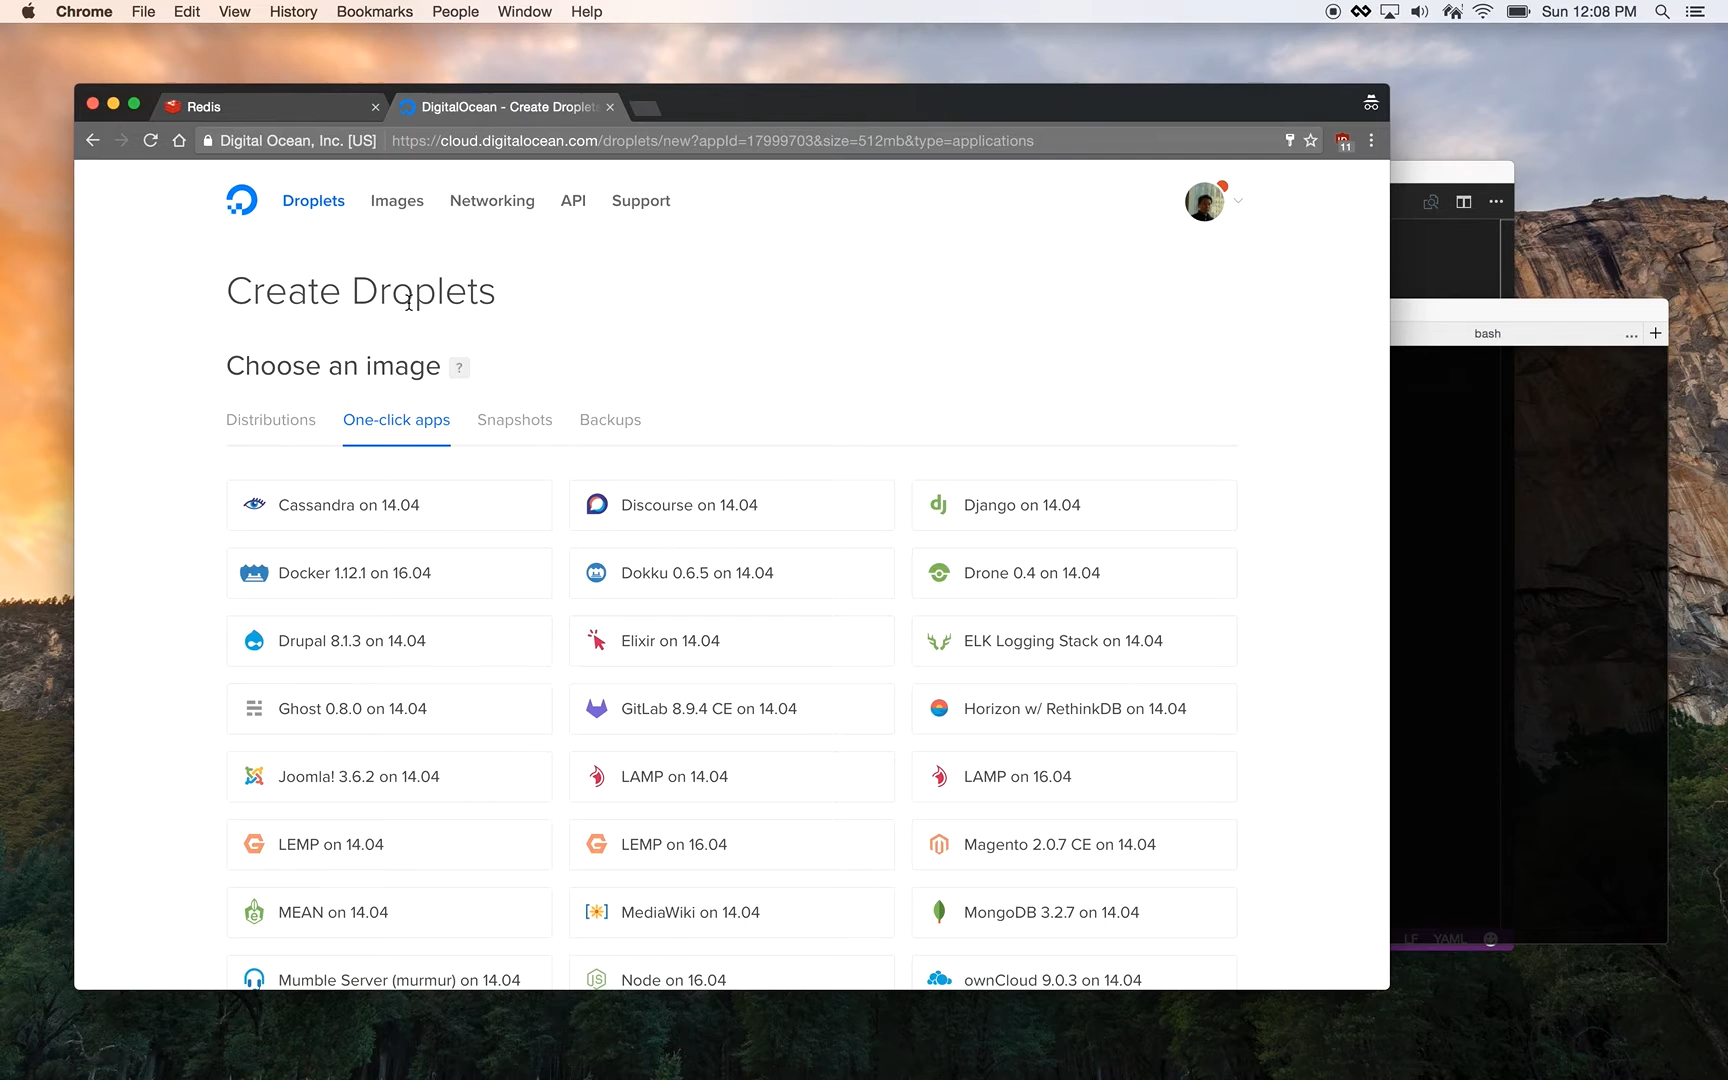 Chrome File Edit View History Bookmarks People Window Help Sun 12:08 PM
Redis DigitalOcean - Create Droplets
Digital Ocean, Inc. [US] https://cloud.digitalocean.com/droplets/new?appId=17999703&size=512mb&type=applications 11
Droplets Images Networking API Support
Create Droplets
bash
Choose an image ?
Distributions One-click apps Snapshots Backups
Cassandra on 14.04 Discourse on 14.04 Django on 14.04
Docker 1.12.1 on 16.04 Dokku 0.6.5 on 14.04 Drone 0.4 on 14.04
Drupal 8.1.3 on 14.04 Elixir on 14.04 ELK Logging Stack on 14.04
Ghost 0.8.0 on 14.04 GitLab 8.9.4 CE on 14.04 Horizon w/ RethinkDB on 14.04
Joomla! 3.6.2 on 14.04 LAMP on 14.04 LAMP on 16.04
LEMP on 14.04 LEMP on 16.04 Magento 2.0.7 CE on 14.04
MEAN on 14.04 MediaWiki on 14.04 MongoDB 3.2.7 on 14.04
LF YAML
Mumble Server (murmur) on 14.04 Node on 16.04 ownCloud 9.0.3 on 14.04